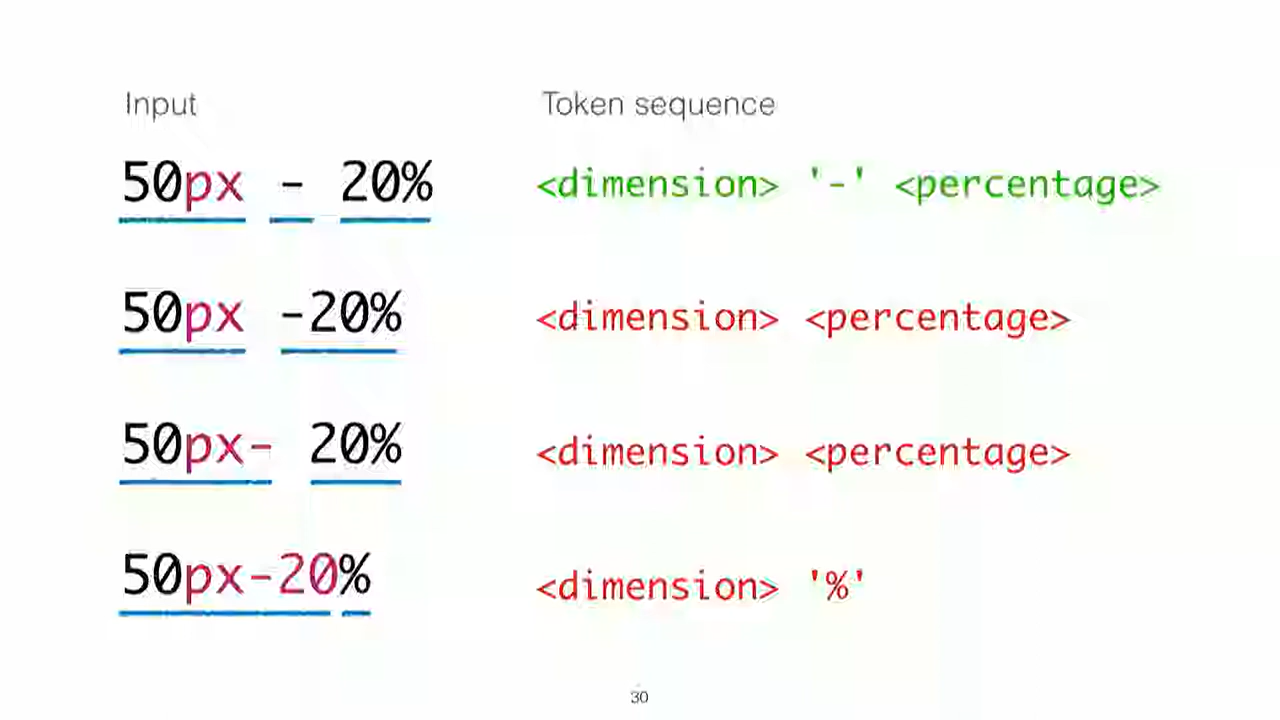 Input Token sequence
50px - 20% <dimension> '-' <percentage>
50px -20% <dimension> <percentage>
50px- 20% <dimension> <percentage>
50px-20% <dimension> '%'
30